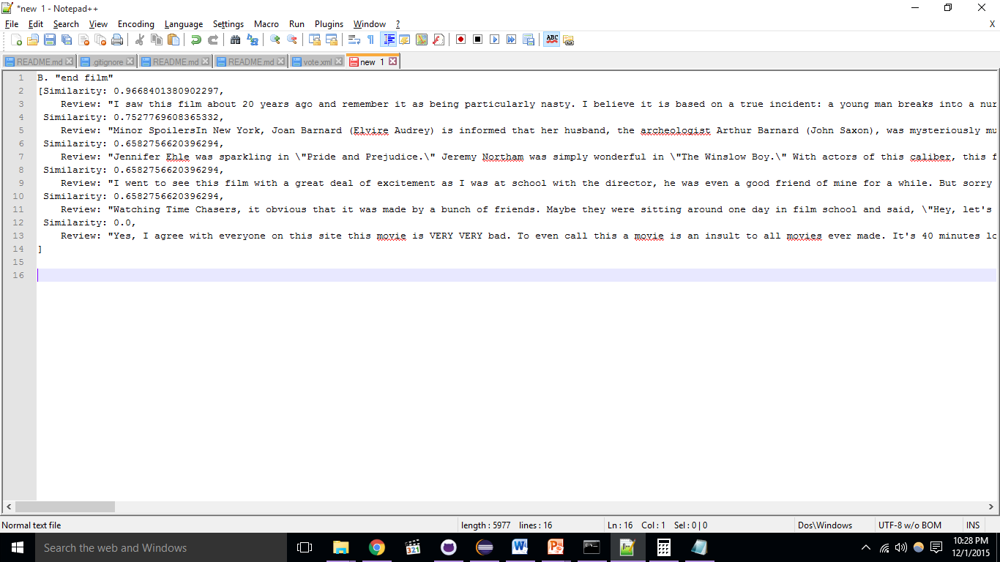 *new  1 - Notepad++
File Edit Search View Encoding Language Settings Macro Run Plugins Window ? X
ABC
README.md .gitignore README.md README.md vote.xml new 1
1 B. "end film"
2 [Similarity: 0.9668401380902297,
3 Review: "I saw this film about 20 years ago and remember it as being particularly nasty. I believe it is based on a true incident: a young man breaks into a nur
4 Similarity: 0.7527769608365332,
5 Review: "Minor SpoilersIn New York, Joan Barnard (Elvire Audrey) is informed that her husband, the archeologist Arthur Barnard (John Saxon), was mysteriously mu
6 Similarity: 0.6582756620396294,
7 Review: "Jennifer Ehle was sparkling in \"Pride and Prejudice.\" Jeremy Northam was simply wonderful in \"The Winslow Boy.\" With actors of this caliber, this f
8 Similarity: 0.6582756620396294,
9 Review: "I went to see this film with a great deal of excitement as I was at school with the director, he was even a good friend of mine for a while. But sorry
10 Similarity: 0.6582756620396294,
11 Review: "Watching Time Chasers, it obvious that it was made by a bunch of friends. Maybe they were sitting around one day in film school and said, \"Hey, let's
12 Similarity: 0.0,
13 Review: "Yes, I agree with everyone on this site this movie is VERY VERY bad. To even call this a movie is an insult to all movies ever made. It's 40 minutes lo
14 ]
15
16
Normal text file length : 5977 lines : 16 Ln : 16 Col : 1 Sel : 0 | 0 Dos\Windows UTF-8 w/o BOM INS
Search the web and Windows 321 10:28 PM
12/1/2015